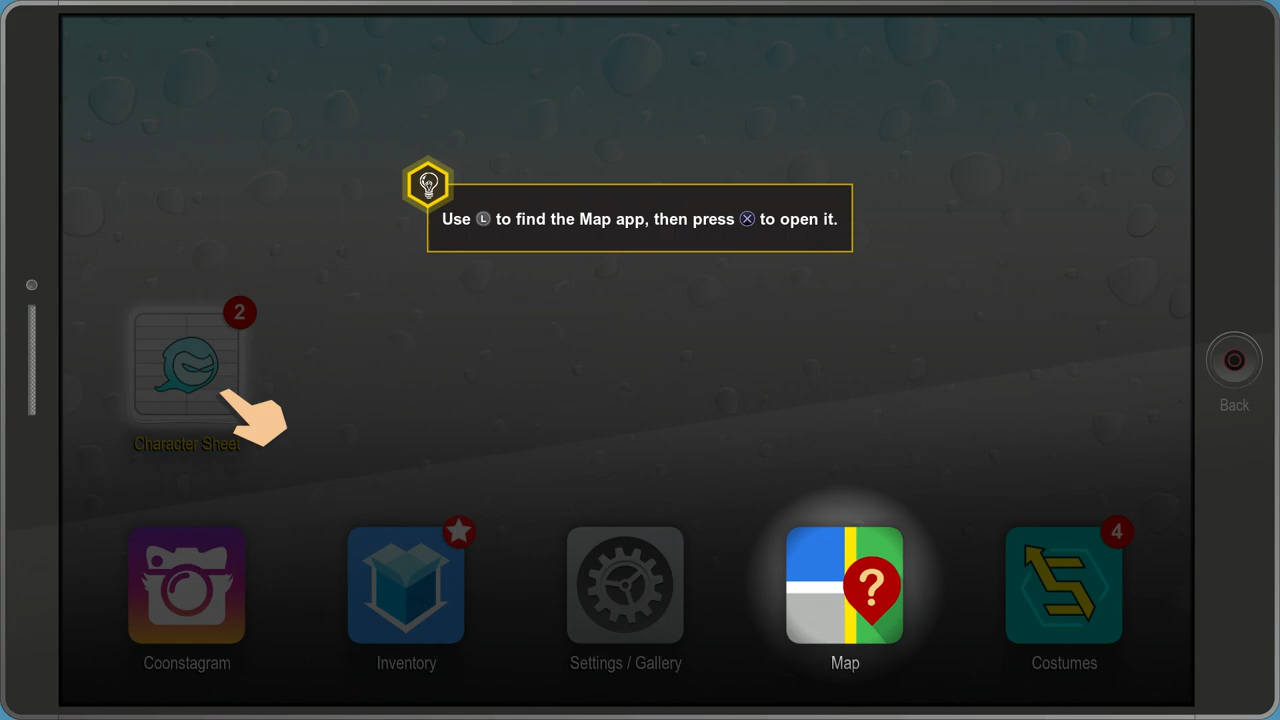 Use L to find the Map app, then press X to open it.
2
Character Sheet
Back
4
?
Coonstagram
Inventory
Settings / Gallery
Map
Costumes